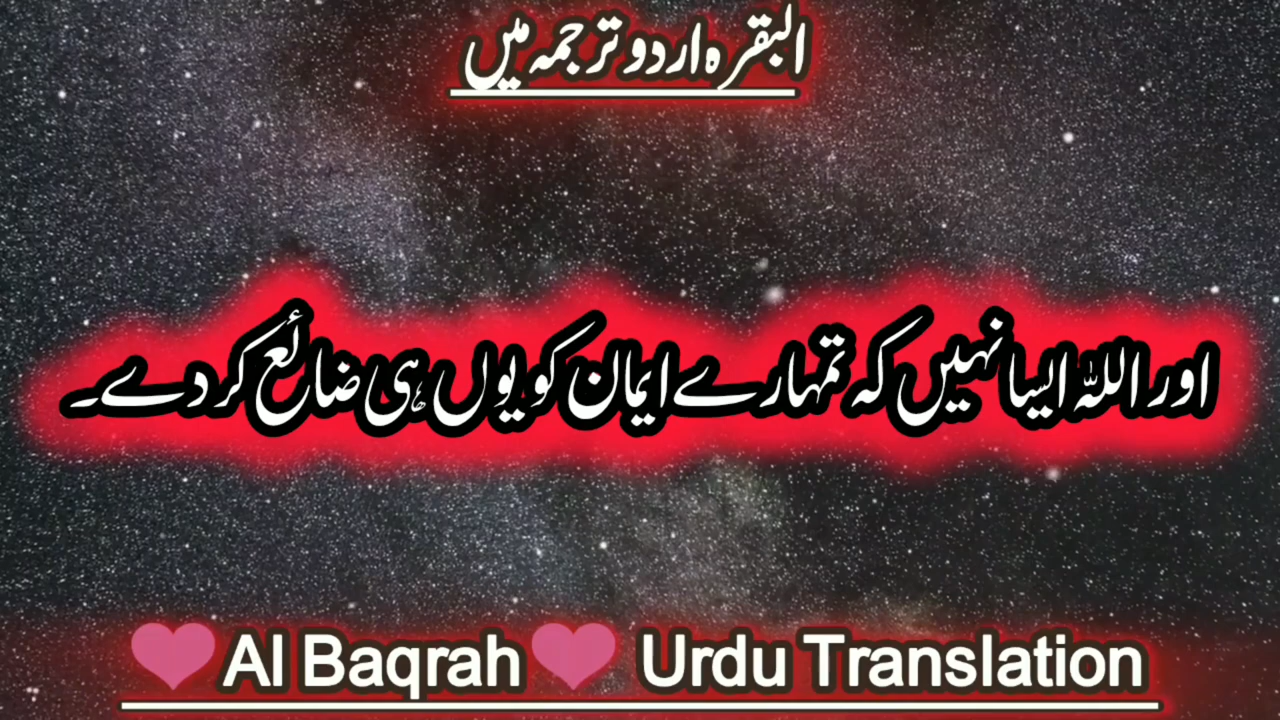 البقرہ اردو ترجمہ میں
اور اللہ ایسا نہیں کہ تمہارے ایمان کو یوں ہی ضائع کر دے۔
Al Baqrah Urdu Translation